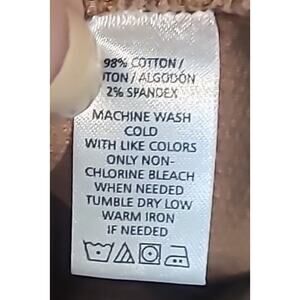 98% COTTON/
COTON / ALGODÓN
2% SPANDEX
MACHINE WASH
COLD
WITH LIKE COLORS
ONLY NON-
CHLORINE BLEACH
WHEN NEEDED
TUMBLE DRY LOW
WARM IRON
IF NEEDED